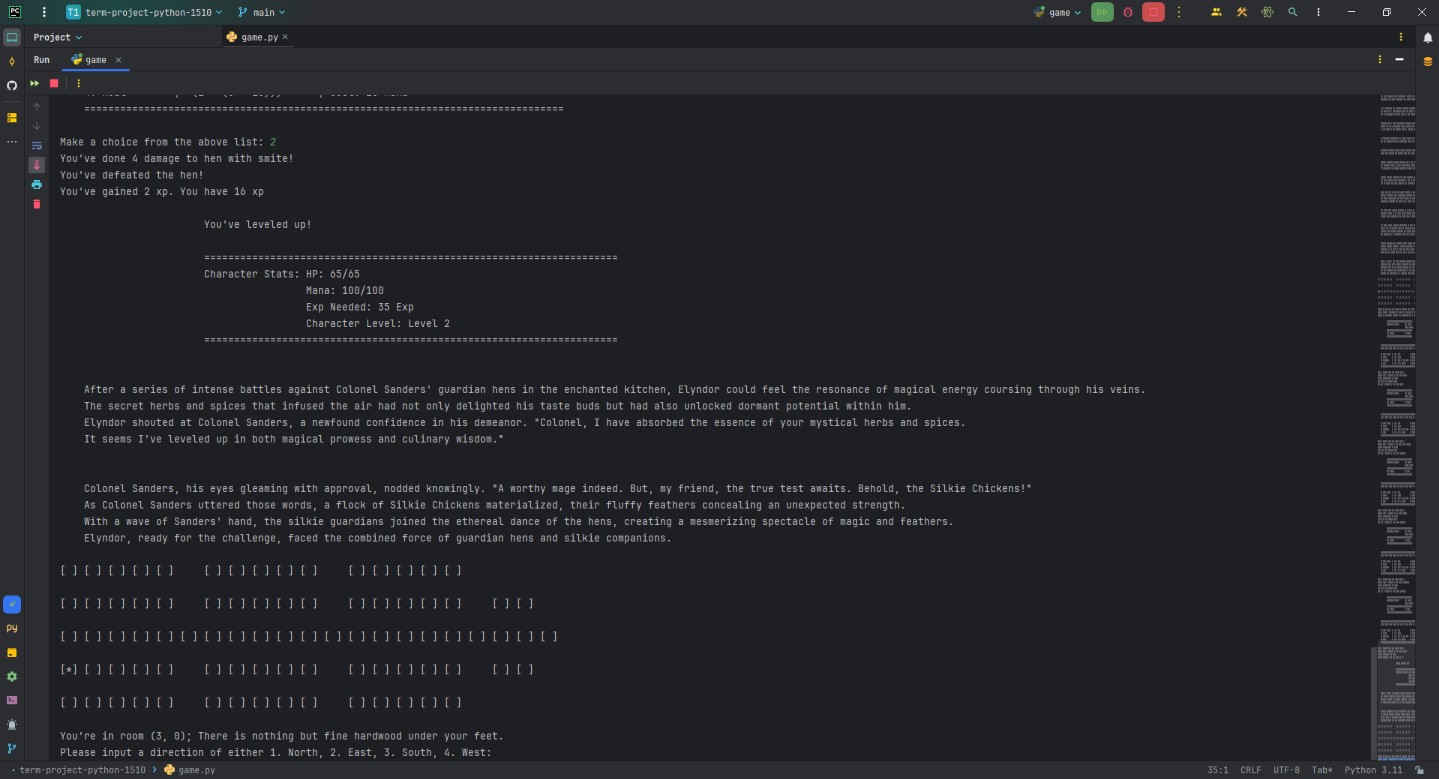 PC term-project-python-1510 main game
Project game.py
Run game
================================================================================
Make a choice from the above list: 2
You've done 4 damage to hen with smite!
You've defeated the hen!
You've gained 2 xp. You have 16 xp
You've leveled up!
=====================================================================
Character Stats: HP: 65/65
Mana: 100/100
Exp Needed: 35 Exp
Character Level: Level 2
=====================================================================
After a series of intense battles against Colonel Sanders' guardian hens in the enchanted kitchen, Elyndor could feel the resonance of magical energy coursing through his veins.
The secret herbs and spices that infused the air had not only delighted his taste buds but had also unlocked dormant potential within him.
Elyndor shouted at Colonel Sanders, a newfound confidence in his demeanor. "Colonel, I have absorbed the essence of your mystical herbs and spices.
It seems I've leveled up in both magical prowess and culinary wisdom."
Colonel Sanders, his eyes gleaming with approval, nodded knowingly. "A worthy mage indeed. But, my friend, the true test awaits. Behold, the Silkie Chickens!"
As Colonel Sanders uttered those words, a flock of Silkie Chickens materialized, their fluffy feathers concealing an unexpected strength.
With a wave of Sanders' hand, the silkie guardians joined the ethereal dance of the hens, creating a mesmerizing spectacle of magic and feathers.
Elyndor, ready for the challenge, faced the combined force of guardian hens and silkie companions.
[ ] [ ] [ ] [ ] [ ]     [ ] [ ] [ ] [ ] [ ]     [ ] [ ] [ ] [ ] [ ]
[ ] [ ] [ ] [ ] [ ]     [ ] [ ] [ ] [ ] [ ]     [ ] [ ] [ ] [ ] [ ]     [ ] [ ]
[ ] [ ] [ ] [ ] [ ] [ ] [ ] [ ] [ ] [ ] [ ] [ ] [ ] [ ] [ ] [ ] [ ] [ ] [ ] [ ] [ ]
[*] [ ] [ ] [ ] [ ]     [ ] [ ] [ ] [ ] [ ]     [ ] [ ] [ ] [ ] [ ]     [ ] [ ]
[ ] [ ] [ ] [ ] [ ]     [ ] [ ] [ ] [ ] [ ]     [ ] [ ] [ ] [ ] [ ]
You're in room (3, 0); There is nothing but fine hardwood under your feet.
Please input a direction of either 1. North, 2. East, 3. South, 4. West:
term-project-python-1510 > game.py 35:1 CRLF UTF-8 Tab* Python 3.11